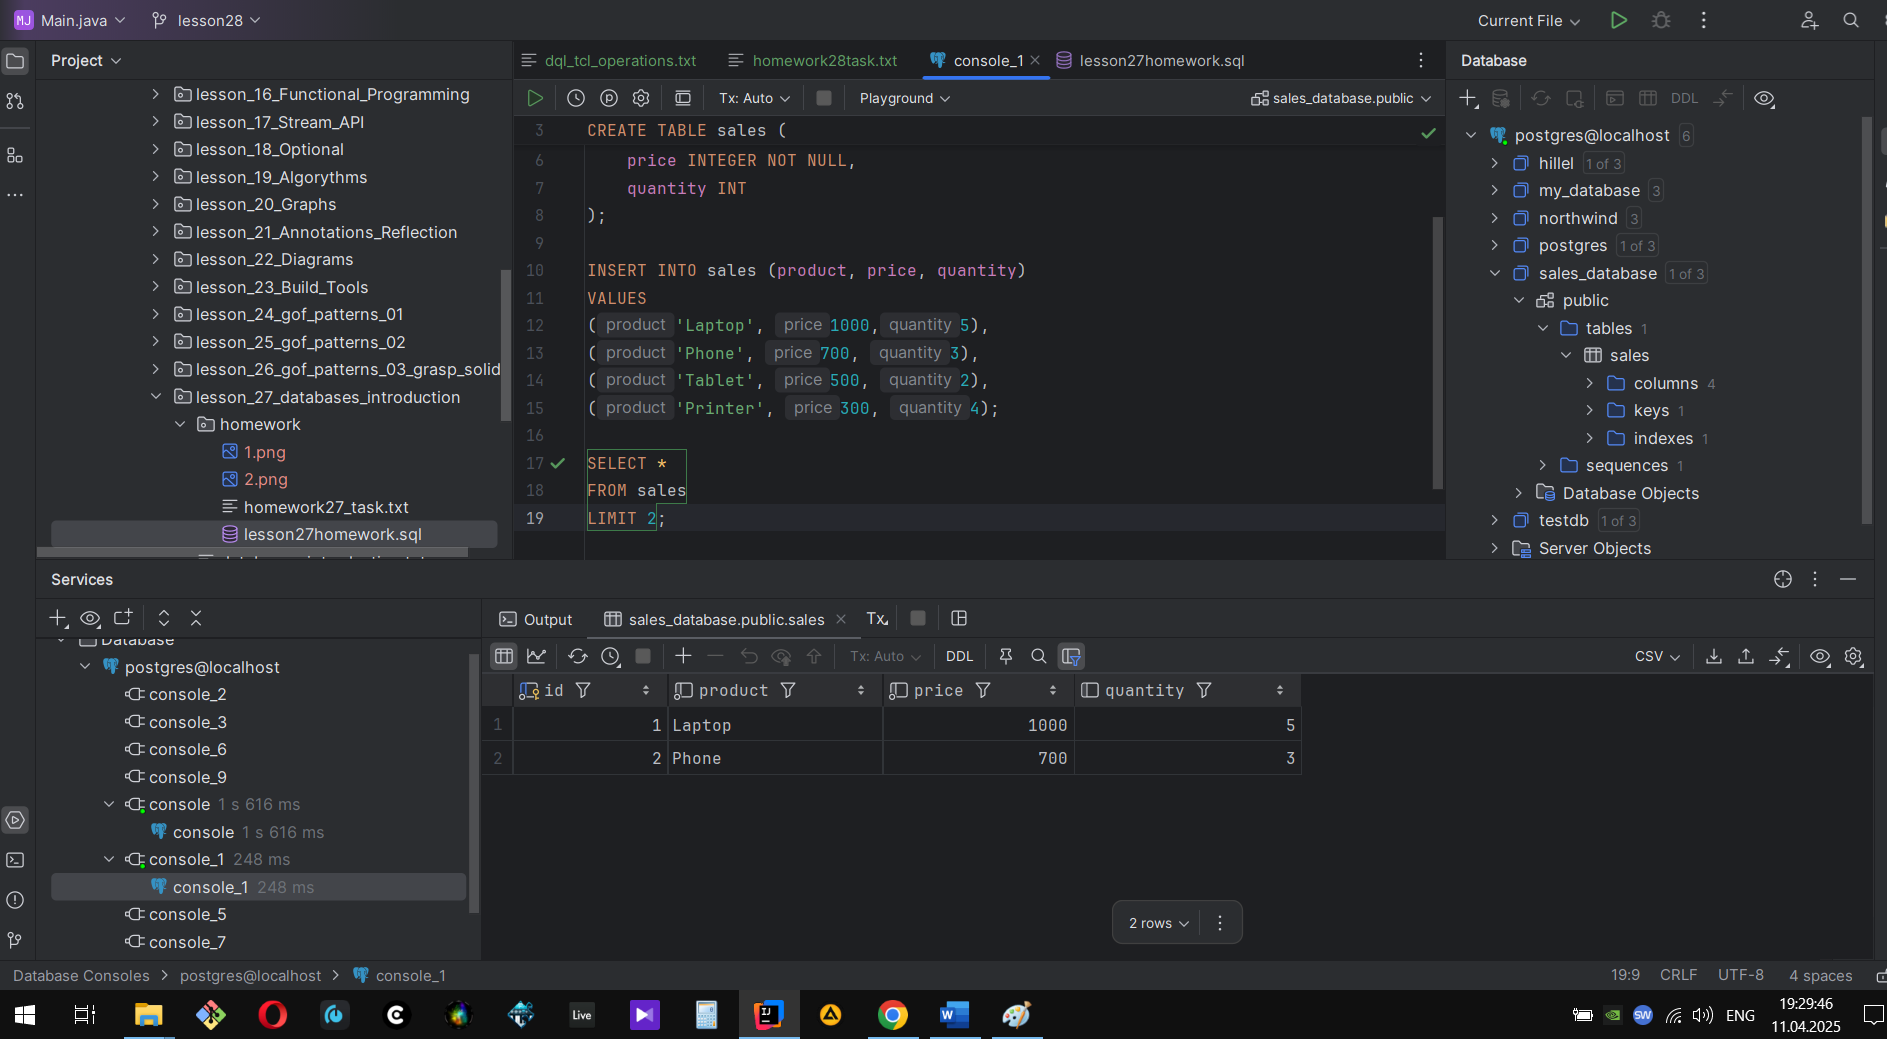 MJ Main.java lesson28 Current File
Project
lesson_16_Functional_Programming
lesson_17_Stream_API
lesson_18_Optional
lesson_19_Algorythms
lesson_20_Graphs
lesson_21_Annotations_Reflection
lesson_22_Diagrams
lesson_23_Build_Tools
lesson_24_gof_patterns_01
lesson_25_gof_patterns_02
lesson_26_gof_patterns_03_grasp_solid
lesson_27_databases_introduction
homework
1.png
2.png
homework27_task.txt
lesson27homework.sql
dql_tcl_operations.txt homework28task.txt console_1 lesson27homework.sql
Tx: Auto Playground sales_database.public
3 CREATE TABLE sales (
6 price INTEGER NOT NULL,
7 quantity INT
8 );
9
10 INSERT INTO sales (product, price, quantity)
11 VALUES
12 ( product 'Laptop', price 1000, quantity 5),
13 ( product 'Phone', price 700, quantity 3),
14 ( product 'Tablet', price 500, quantity 2),
15 ( product 'Printer', price 300, quantity 4);
16
17 SELECT *
18 FROM sales
19 LIMIT 2;
Database
DDL
postgres@localhost 6
hillel 1 of 3
my_database 3
northwind 3
postgres 1 of 3
sales_database 1 of 3
public
tables 1
sales
columns 4
keys 1
indexes 1
sequences 1
Database Objects
testdb 1 of 3
Server Objects
Services
Database
postgres@localhost
console_2
console_3
console_6
console_9
console 1 s 616 ms
console 1 s 616 ms
console_1 248 ms
console_1 248 ms
console_5
console_7
Output sales_database.public.sales Tx
Tx: Auto DDL CSV
id product price quantity
1 1 Laptop 1000 5
2 2 Phone 700 3
2 rows
Database Consoles postgres@localhost console_1 19:9 CRLF UTF-8 4 spaces
Live IJ W SW ENG 19:29:46
11.04.2025